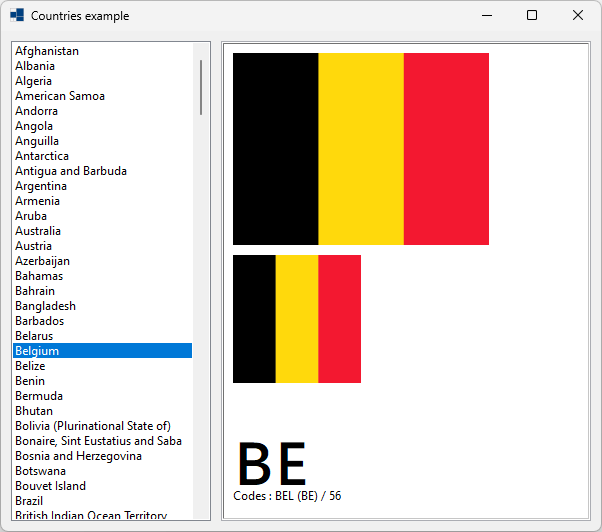 Countries example
Afghanistan
Albania
Algeria
American Samoa
Andorra
Angola
Anguilla
Antarctica
Antigua and Barbuda
Argentina
Armenia
Aruba
Australia
Austria
Azerbaijan
Bahamas
Bahrain
Bangladesh
Barbados
Belarus
Belgium
Belize
Benin
Bermuda
Bhutan
Bolivia (Plurinational State of)
Bonaire, Sint Eustatius and Saba
Bosnia and Herzegovina
Botswana
Bouvet Island
Brazil
British Indian Ocean Territory
BE
Codes : BEL (BE) / 56